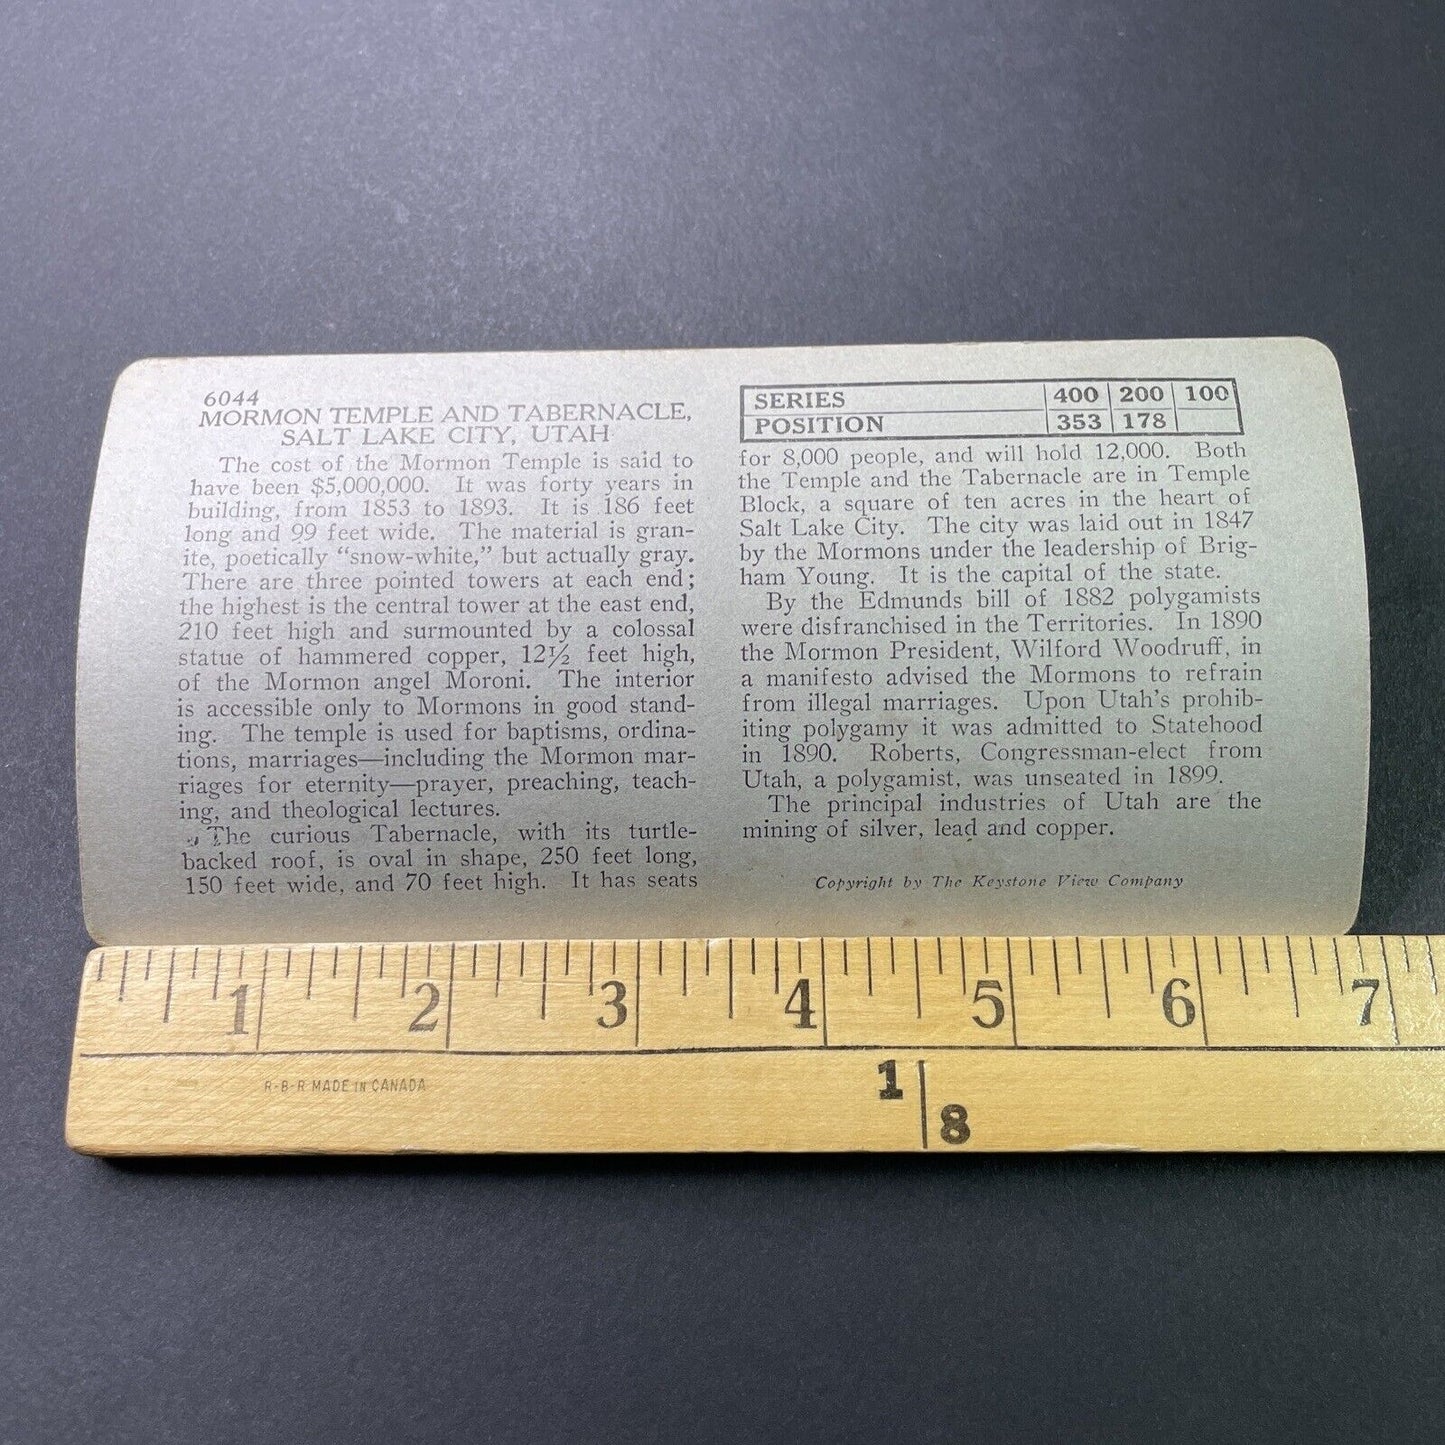 6044
MORMON TEMPLE AND TABERNACLE,
SALT LAKE CITY, UTAH
The cost of the Mormon Temple is said to
have been $5,000,000. It was forty years in
building, from 1853 to 1893. It is 186 feet
long and 99 feet wide. The material is gran-
ite, poetically “snow-white,” but actually gray.
There are three pointed towers at each end;
the highest is the central tower at the east end,
210 feet high and surmounted by a colossal
statue of hammered copper, 12½ feet high,
of the Mormon angel Moroni. The interior
is accessible only to Mormons in good stand-
ing. The temple is used for baptisms, ordina-
tions, marriages—including the Mormon mar-
riages for eternity—prayer, preaching, teach-
ing, and theological lectures.
The curious Tabernacle, with its turtle-
backed roof, is oval in shape, 250 feet long,
150 feet wide, and 70 feet high. It has seats
SERIES 400 200 100
POSITION 353 178
for 8,000 people, and will hold 12,000. Both
the Temple and the Tabernacle are in Temple
Block, a square of ten acres in the heart of
Salt Lake City. The city was laid out in 1847
by the Mormons under the leadership of Brig-
ham Young. It is the capital of the state.
By the Edmunds bill of 1882 polygamists
were disfranchised in the Territories. In 1890
the Mormon President, Wilford Woodruff, in
a manifesto advised the Mormons to refrain
from illegal marriages. Upon Utah's prohib-
iting polygamy it was admitted to Statehood
in 1890. Roberts, Congressman-elect from
Utah, a polygamist, was unseated in 1899.
The principal industries of Utah are the
mining of silver, lead and copper.
Copyright by The Keystone View Company
1 2 3 4 5 6 7
R-B-R MADE IN CANADA
1 8